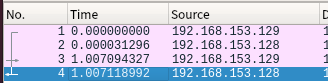 No. Time Source D
1 0.000000000 192.168.153.129
2 0.000031296 192.168.153.128
3 1.007094327 192.168.153.129
4 1.007118992 192.168.153.128